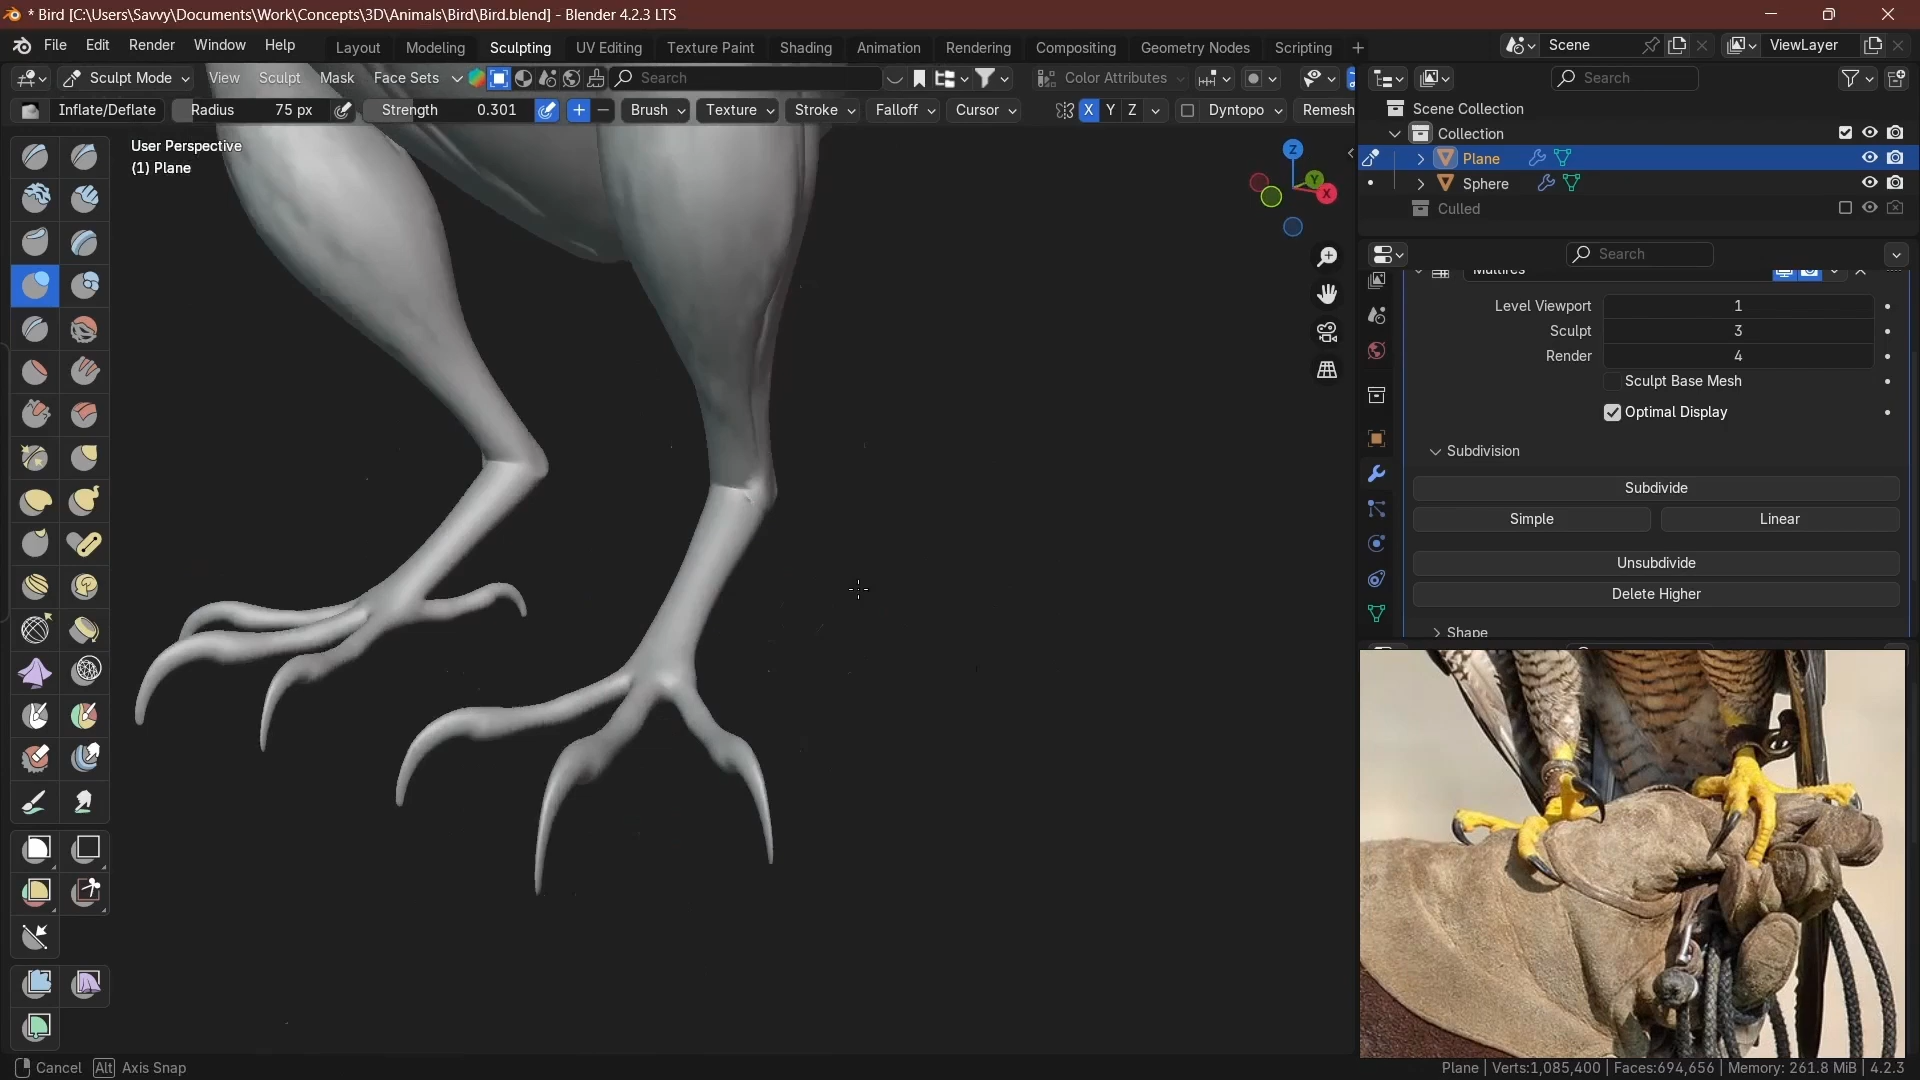 * Bird [C:\Users\Savvy\Documents\Work\Concepts\3D\Animals\Bird\Bird.blend] - Blender 4.2.3 LTS
File Edit Render Window Help Layout Modeling Sculpting UV Editing Texture Paint Shading Animation Rendering Compositing Geometry Nodes Scripting + Scene ViewLayer
Sculpt Mode View Sculpt Mask Face Sets Search Color Attributes Search
Inflate/Deflate Radius 75 px Strength 0.301 Brush Texture Stroke Falloff Cursor X Y Z Dyntopo Remesh
Scene Collection
Collection
Plane
Sphere
Culled
User Perspective
(1) Plane
Z
Y
X
Search
Multires
Level Viewport 1
Sculpt 3
Render 4
Sculpt Base Mesh
Optimal Display
Subdivision
Subdivide
Simple Linear
Unsubdivide
Delete Higher
Shape
Cancel Alt Axis Snap
Plane | Verts:1,085,400 | Faces:694,656 | Memory: 261.8 MiB | 4.2.3